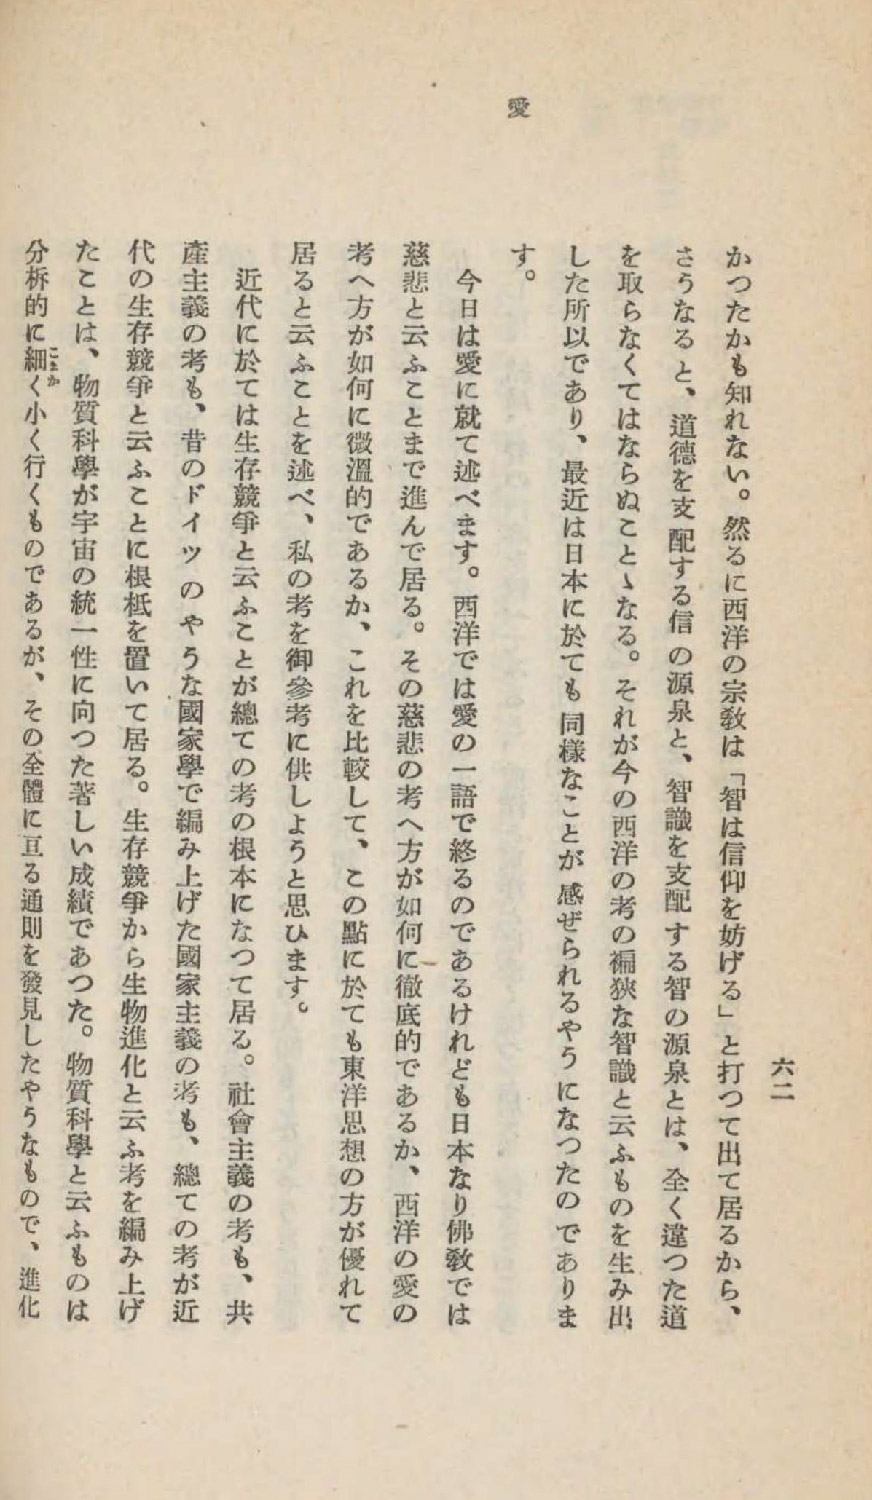 愛
六二
かつたかも知れない。然るに西洋の宗敎は「智は信仰を妨げる」と打つて出て居るから、
さうなると、道德を支配する信の源泉と、智識を支配する智の源泉とは、全く違つた道
を取らなくてはならぬことゝなる。それが今の西洋の考の褊狹な智識と云ふものを生み出
した所以であり、最近は日本に於ても同樣なことが感ぜられるやうになつたのでありま
す。
今日は愛に就て述べます。西洋では愛の一語で終るのであるけれども日本なり佛敎では
慈悲と云ふことまで進んで居る。その慈悲の考へ方が如何に徹底的であるか、西洋の愛の
考へ方が如何に微溫的であるか、これを比較して、この點に於ても東洋思想の方が優れて
居ると云ふことを述べ、私の考を御參考に供しようと思ひます。
近代に於ては生存競爭と云ふことが總ての考の根本になつて居る。社會主義の考も、共
產主義の考も、昔のドイツのやうな國家學で編み上げた國家主義の考も、總ての考が近
代の生存競爭と云ふことに根柢を置いて居る。生存競爭から生物進化と云ふ考を編み上げ
たことは、物質科學が宇宙の統一性に向つた著しい成績であつた。物質科學と云ふものは
分析的に細く小く行くものであるが、その全體に亙る通則を發見したやうなもので、進化
こまか